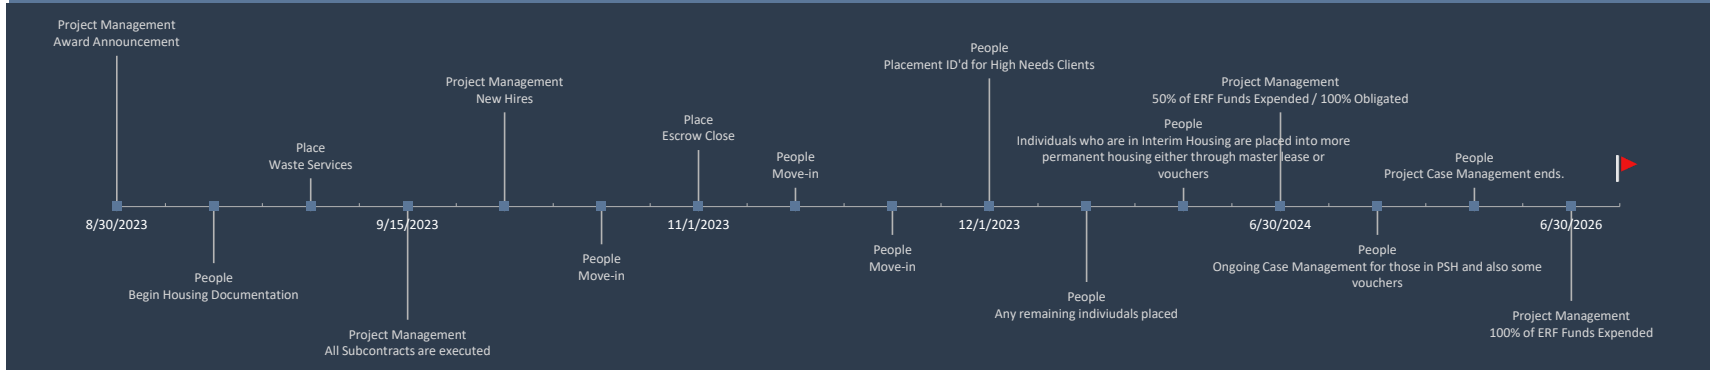 Project Management
Award Announcement
People
Placement ID'd for High Needs Clients
Project Management
New Hires
Project Management
50% of ERF Funds Expended / 100% Obligated
Place
Escrow Close
People
Individuals who are in Interim Housing are placed into more
permanent housing either through master lease or
vouchers
Place
Waste Services
People
Move-in
People
Project Case Management ends.
8/30/2023
9/15/2023
11/1/2023
12/1/2023
6/30/2024
6/30/2026
People
Begin Housing Documentation
People
Move-in
People
Move-in
People
Ongoing Case Management for those in PSH and also some
vouchers
People
Any remaining indiviudals placed
Project Management
100% of ERF Funds Expended
Project Management
All Subcontracts are executed